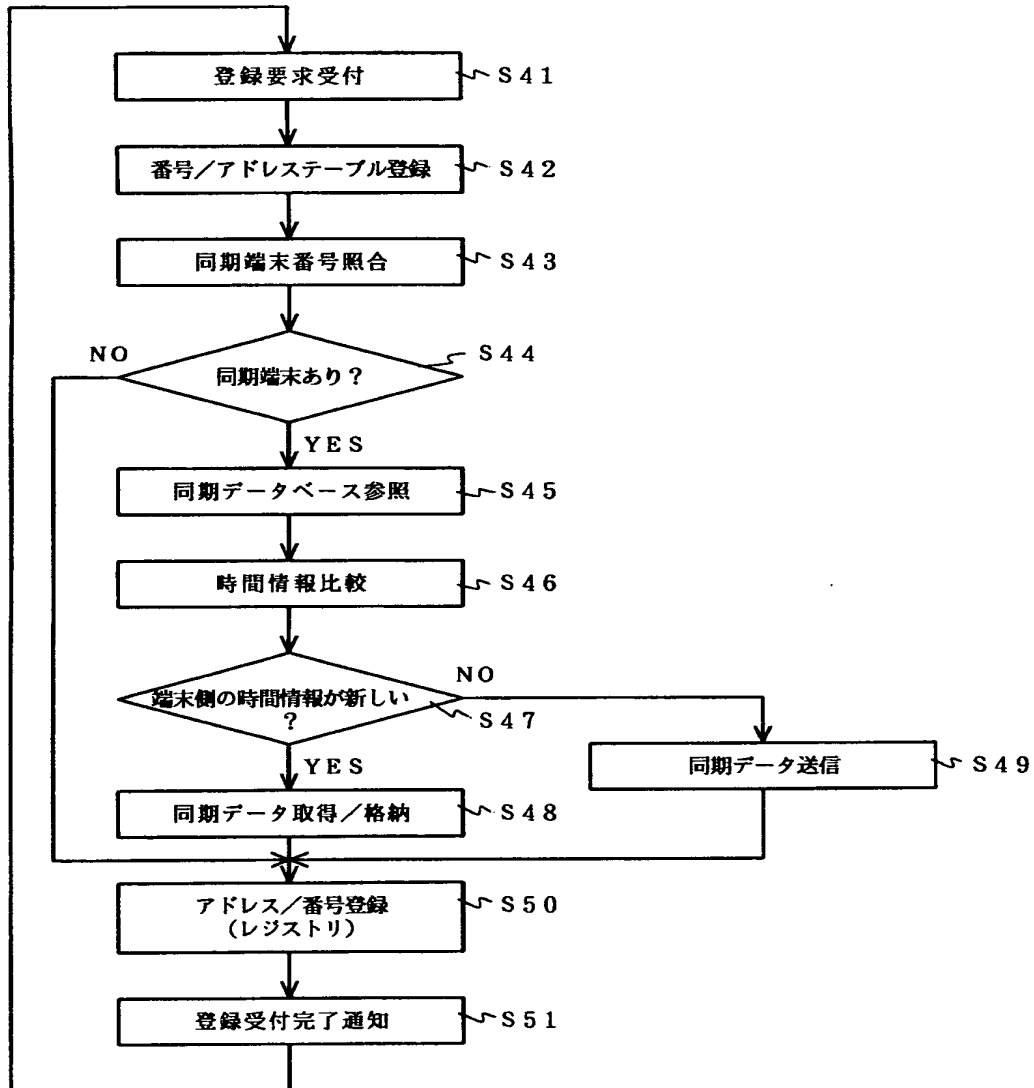 登録要求受付
S41
番号／アドレステーブル登録
S42
同期端末番号照合
S43
NO
同期端末あり？
S44
YES
同期データベース参照
S45
時間情報比較
S46
NO
端末側の時間情報が新しい
？
S47
YES
同期データ送信
S49
同期データ取得／格納
S48
アドレス／番号登録
（レジストリ）
S50
登録受付完了通知
S51